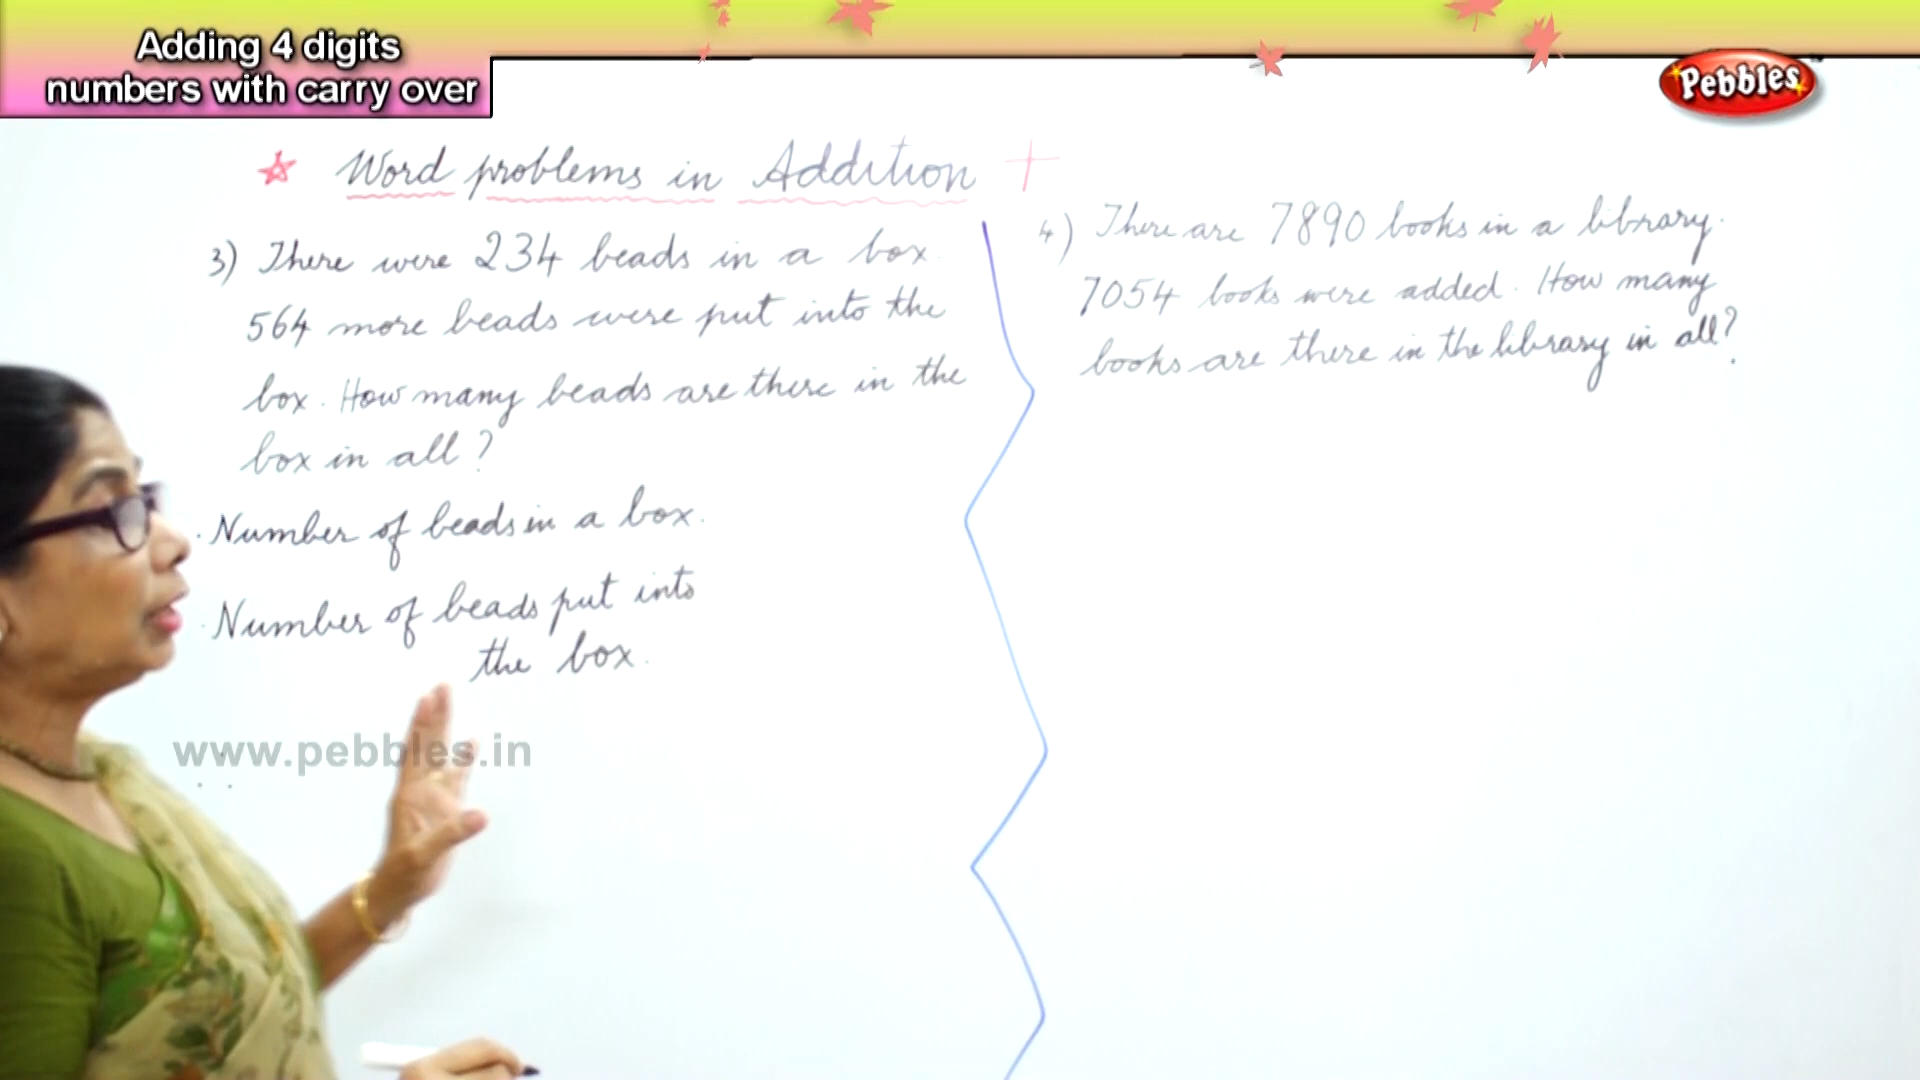 Adding 4 digits
numbers with carry over
Pebbles
Word problems in Addition +
3) There were 234 beads in a box.
564 more beads were put into the
box. How many beads are there in the
box in all?
Number of beads in a box.
Number of beads put into
the box.
www.pebbles.in
4) There are 7890 books in a library.
7054 books were added. How many
books are there in the library in all?